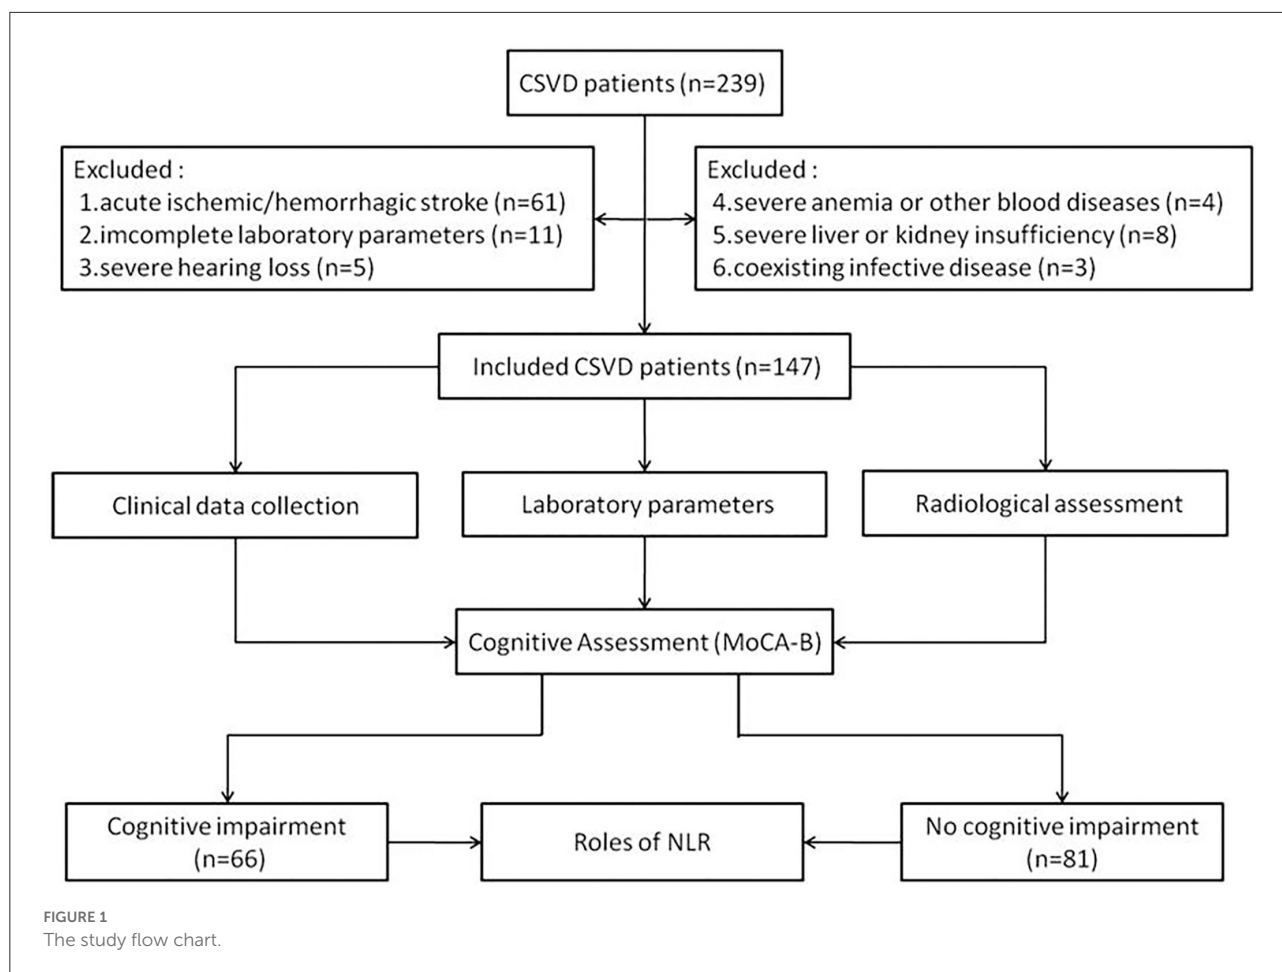 CSVD patients (n=239)
Excluded :
1.acute ischemic/hemorrhagic stroke (n=61)
2.imcomplete laboratory parameters (n=11)
3.severe hearing loss (n=5)
Excluded :
4.severe anemia or other blood diseases (n=4)
5.severe liver or kidney insufficiency (n=8)
6.coexisting infective disease (n=3)
Included CSVD patients (n=147)
Clinical data collection
Laboratory parameters
Radiological assessment
Cognitive Assessment (MoCA-B)
Cognitive impairment
(n=66)
Roles of NLR
No cognitive impairment
(n=81)
FIGURE 1
The study flow chart.